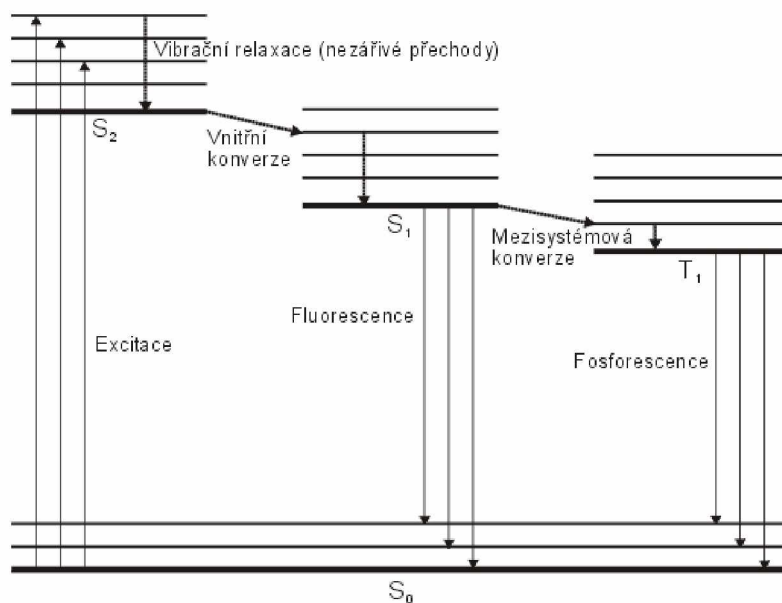 Vibrační relaxace (nezářivé přechody)
S₂
Vnitřní
konverze
S₁
Mezisystémová
konverze
T₁
Fluorescence
Excitace
Fosforescence
S₀